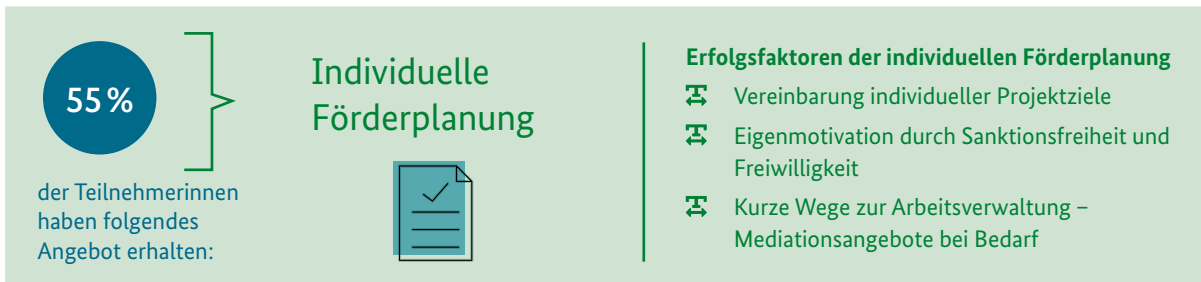 55 %
der Teilnehmerinnen
haben folgendes
Angebot erhalten:
Individuelle
Förderplanung
Erfolgsfaktoren der individuellen Förderplanung
Vereinbarung individueller Projektziele
Eigenmotivation durch Sanktionsfreiheit und
Freiwilligkeit
Kurze Wege zur Arbeitsverwaltung –
Mediationsangebote bei Bedarf